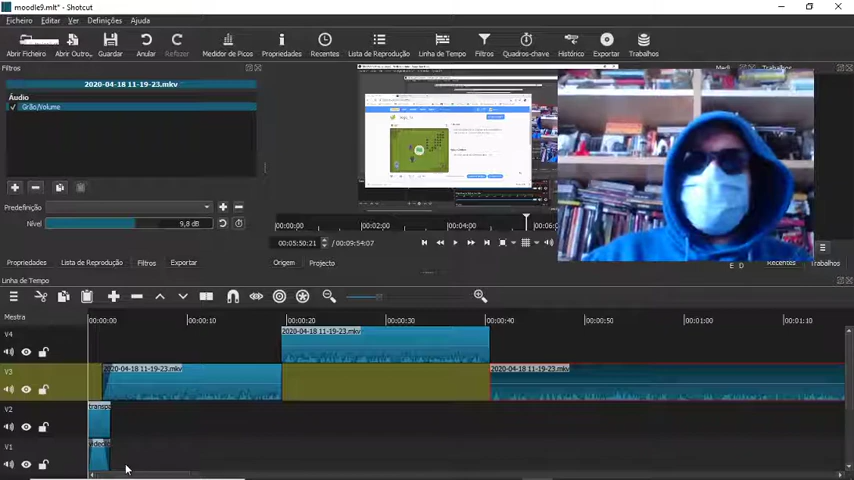 moodle9.mlt* - Shotcut
Ficheiro Editar Ver Definições Ajuda
Abrir Ficheiro Abrir Outro... Guardar Anular Refazer Medidor de Picos Propriedades Recentes Lista de Reprodução Linha de Tempo Filtros Quadros-chave Histórico Exportar Trabalhos
Filtros
2020-04-18 11-19-23.mkv
Áudio
Grão/Volume
Predefinição
Nível 9,8 dB
00:00:00 |00:02:00 |00:04:00 |00:06:0
00:05:50:21 /00:09:54:07
Propriedades Lista de Reprodução Filtros Exportar Origem Projecto E D Recentes Trabalhos
Linha de Tempo
Mestra 00:00:00 |00:00:10 |00:00:20 |00:00:30 |00:00:40 |00:00:50 |00:01:00 |00:01:10
V4 2020-04-18 11-19-23.mkv
V3 2020-04-18 11-19-23.mkv 2020-04-18 11-19-23.mkv
V2 transpa
V1